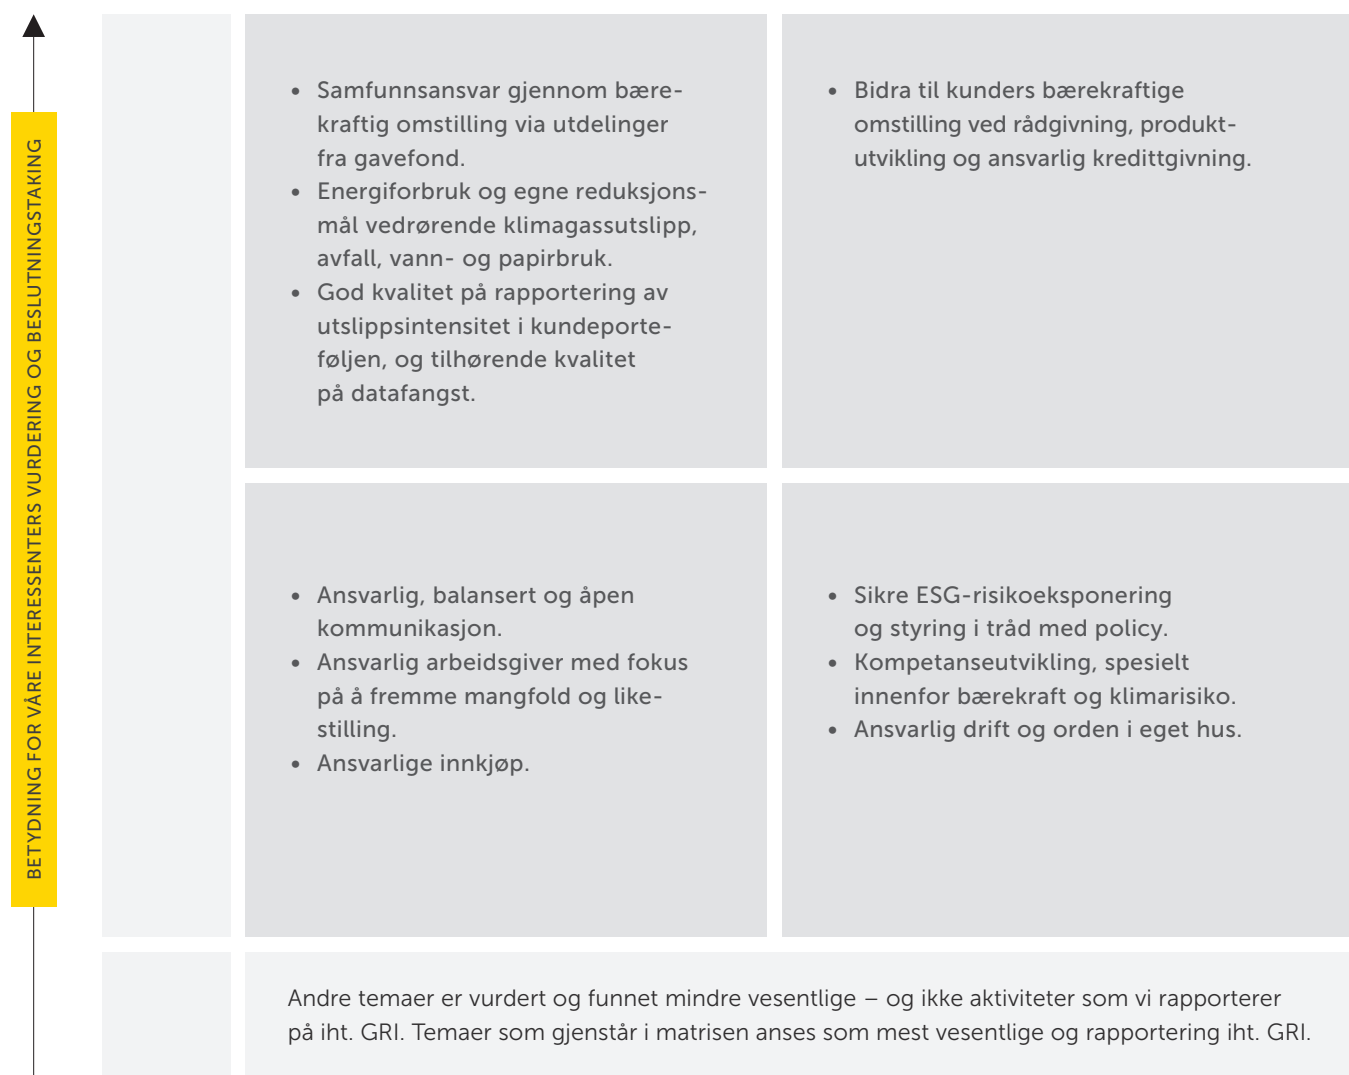 BETYDNING FOR VÅRE INTERESSENTERS VURDERING OG BESLUTNINGSTAKING
• Samfunnsansvar gjennom bære-
kraftig omstilling via utdelinger
fra gavefond.
• Energiforbruk og egne reduksjons-
mål vedrørende klimagassutslipp,
avfall, vann- og papirbruk.
• God kvalitet på rapportering av
utslippsintensitet i kundeporte-
føljen, og tilhørende kvalitet
på datafangst.
• Bidra til kunders bærekraftige
omstilling ved rådgivning, produkt-
utvikling og ansvarlig kredittgivning.
• Ansvarlig, balansert og åpen
kommunikasjon.
• Ansvarlig arbeidsgiver med fokus
på å fremme mangfold og like-
stilling.
• Ansvarlige innkjøp.
• Sikre ESG-risikoeksponering
og styring i tråd med policy.
• Kompetanseutvikling, spesielt
innenfor bærekraft og klimarisiko.
• Ansvarlig drift og orden i eget hus.
Andre temaer er vurdert og funnet mindre vesentlige – og ikke aktiviteter som vi rapporterer
på iht. GRI. Temaer som gjenstår i matrisen anses som mest vesentlige og rapportering iht. GRI.